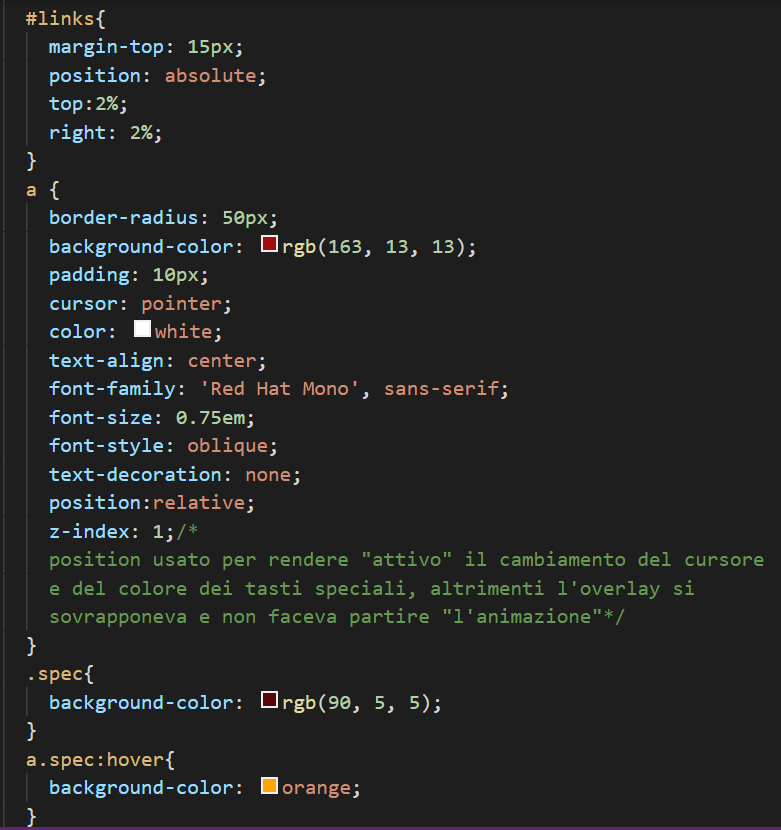 #links{
margin-top: 15px;
position: absolute;
top:2%;
right: 2%;
}
a {
border-radius: 50px;
background-color: rgb(163, 13, 13);
padding: 10px;
cursor: pointer;
color: white;
text-align: center;
font-family: 'Red Hat Mono', sans-serif;
font-size: 0.75em;
font-style: oblique;
text-decoration: none;
position:relative;
z-index: 1;/*
position usato per rendere "attivo" il cambiamento del cursore
e del colore dei tasti speciali, altrimenti l'overlay si
sovrapponeva e non faceva partire "l'animazione"*/
}
.spec{
background-color: rgb(90, 5, 5);
}
a.spec:hover{
background-color: orange;
}